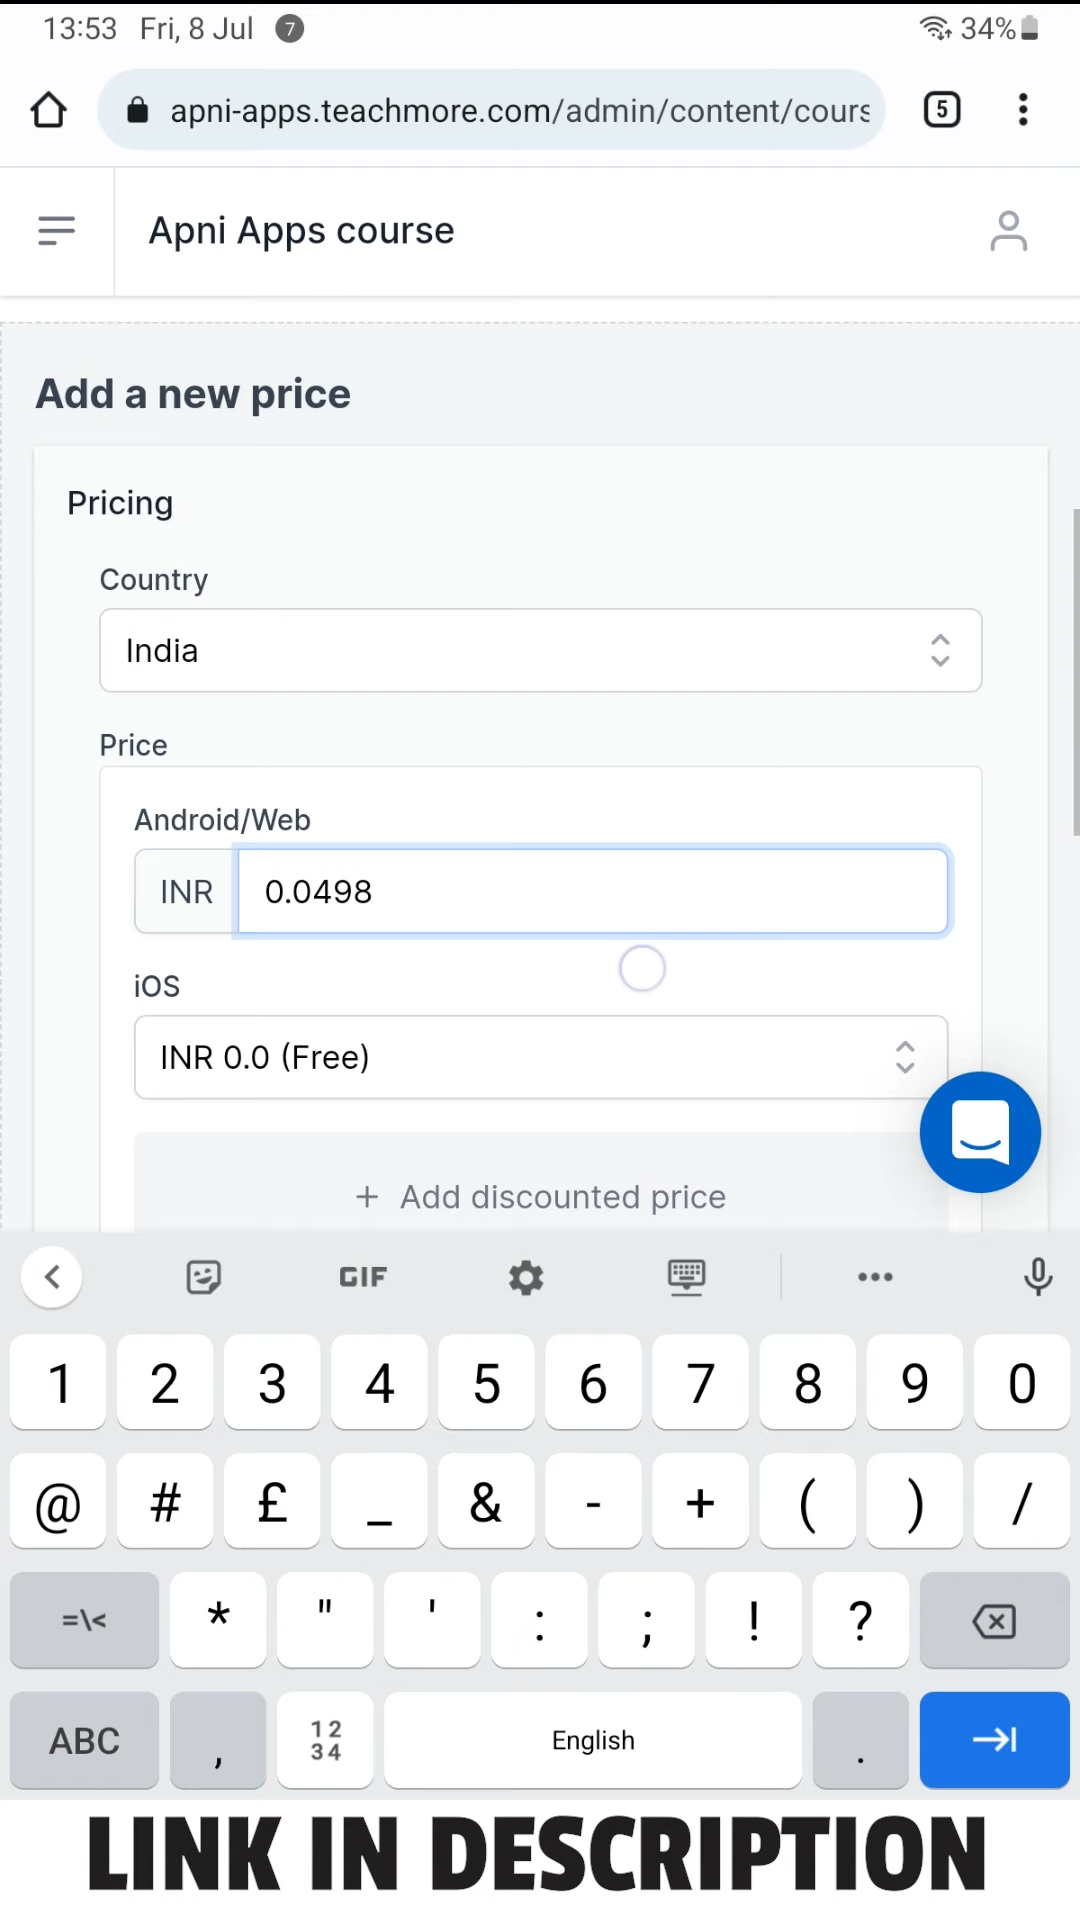 13:53 Fri, 8 Jul 7 34%
apni-apps.teachmore.com/admin/content/cours 5
Apni Apps course
Add a new price
Pricing
Country
India
Price
Android/Web
INR 0.0498
iOS
INR 0.0 (Free)
+ Add discounted price
GIF
1 2 3 4 5 6 7 8 9 0
@ # £ _ & - + ( ) /
=\< * " ' : ; ! ?
ABC , 12 34 English .
LINK IN DESCRIPTION